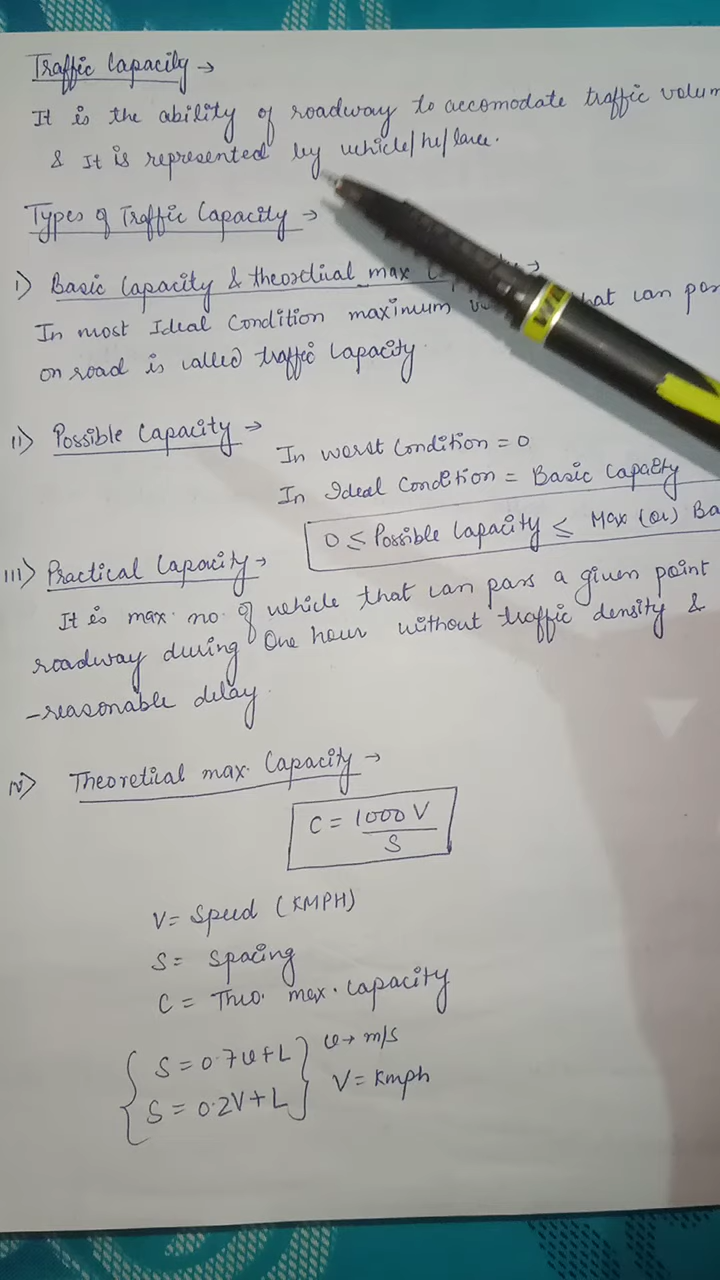 Traffic Capacity →
It is the ability of roadway to accomodate traffic volum
& It is represented by vehicle/hr/lane.
Types of Traffic Capacity →
I) Basic Capacity & theoretical max →
In most Ideal Condition maximum that can par
on road is called traffic Capacity.
II) Possible Capacity →
In worst Condition = 0
In Ideal Condition = Basic Capacity
0 ≤ Possible Capacity ≤ Max (or) Ba
III) Practical Capacity →
It is max. no. of vehicle that can pass a given point
roadway during One hour without traffic density &
-reasonable delay.
IV) Theoretical max. Capacity →
C = 1000 V
S
V = Speed (KMPH)
S = Spacing
C = Theo. max. capacity
S = 0.7v+L v → m/s
S = 0.2V+L V = Kmph